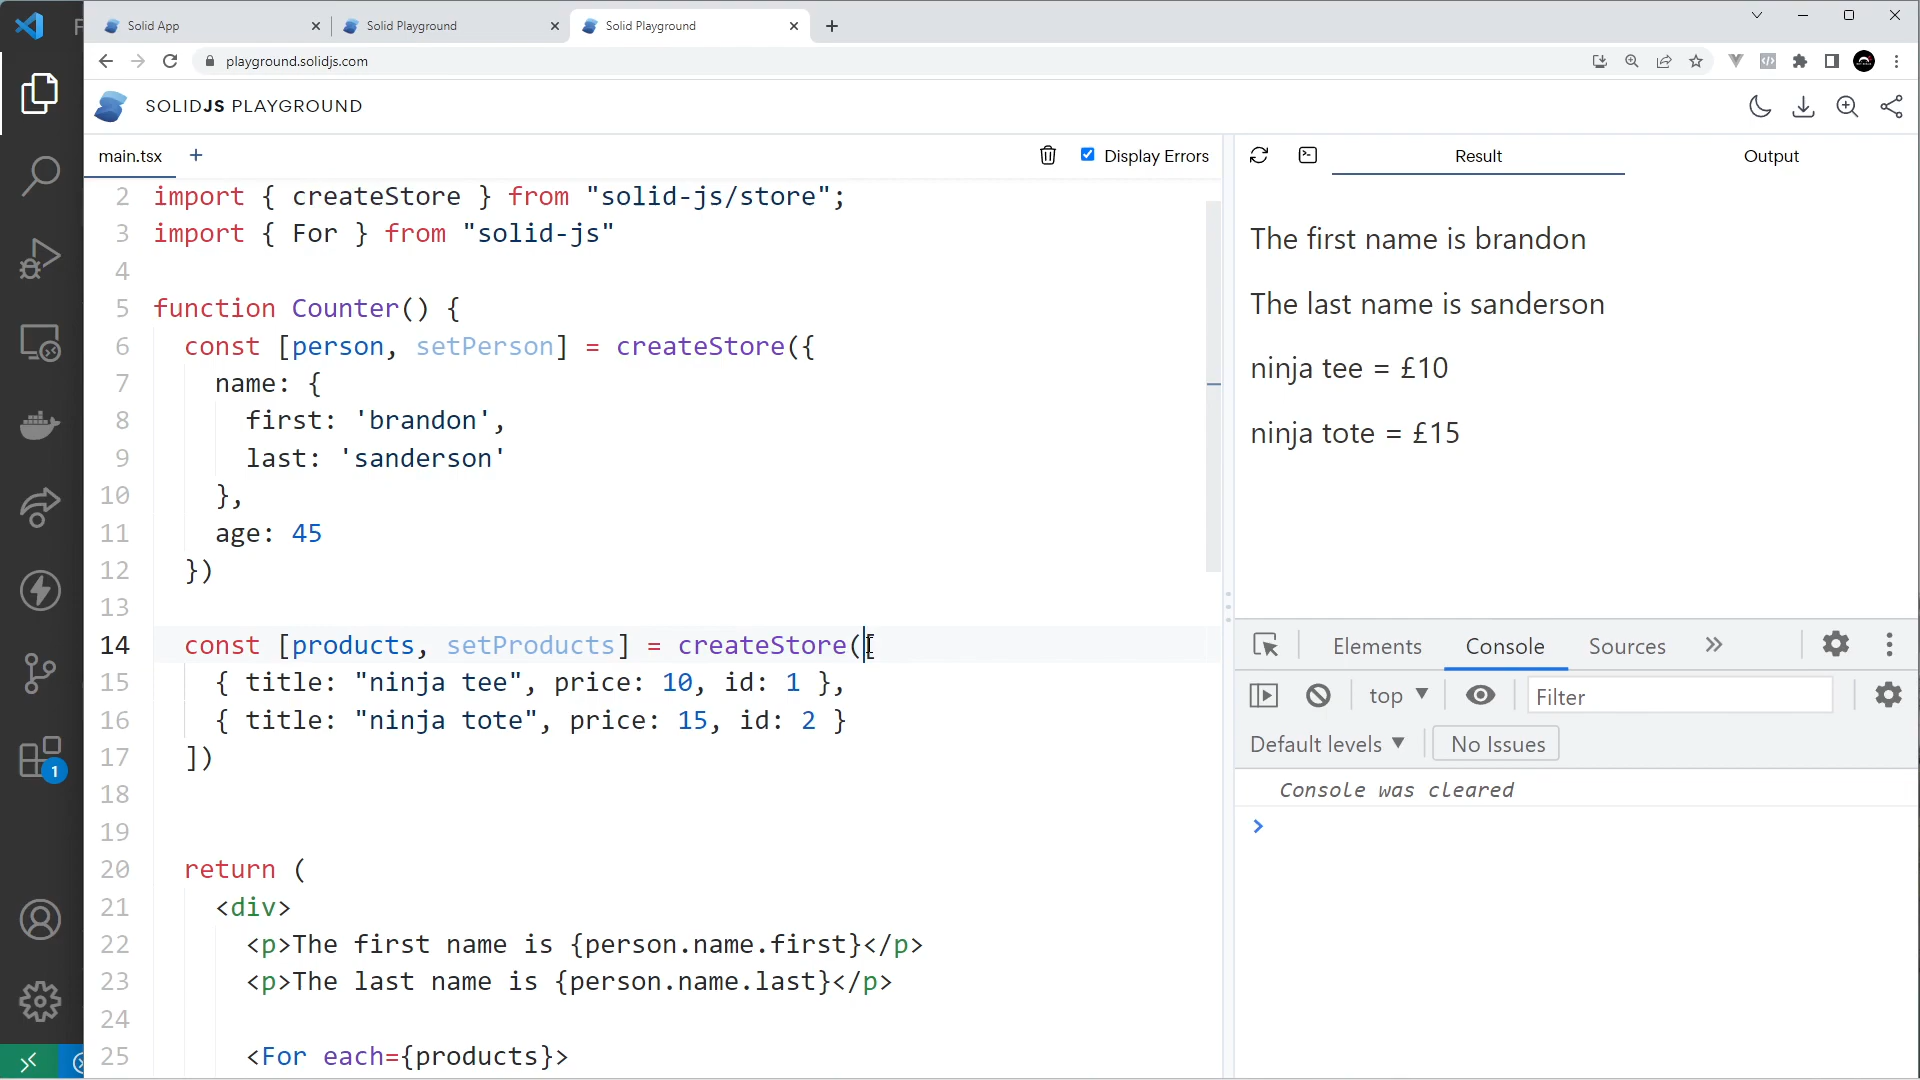 F
Solid App
Solid Playground
Solid Playground
playground.solidjs.com
SOLIDJS PLAYGROUND
main.tsx
Display Errors
Result
Output
2 import { createStore } from "solid-js/store";
3 import { For } from "solid-js"
4
5 function Counter() {
6 const [person, setPerson] = createStore({
7 name: {
8 first: 'brandon',
9 last: 'sanderson'
10 },
11 age: 45
12 })
13
14 const [products, setProducts] = createStore([
15 { title: "ninja tee", price: 10, id: 1 },
16 { title: "ninja tote", price: 15, id: 2 }
17 ])
18
19
20 return (
21 <div>
22 <p>The first name is {person.name.first}</p>
23 <p>The last name is {person.name.last}</p>
24
25 <For each={products}>
The first name is brandon
The last name is sanderson
ninja tee = £10
ninja tote = £15
Elements
Console
Sources
top
Filter
Default levels
No Issues
Console was cleared
1